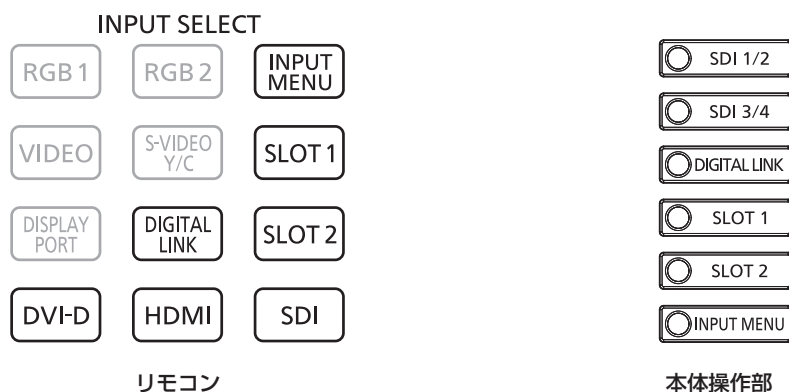 INPUT SELECT
RGB 1
RGB 2
INPUT
MENU
VIDEO
S-VIDEO
Y/C
SLOT 1
DISPLAY
PORT
DIGITAL
LINK
SLOT 2
DVI-D
HDMI
SDI
リモコン
SDI 1/2
SDI 3/4
DIGITAL LINK
SLOT 1
SLOT 2
INPUT MENU
本体操作部